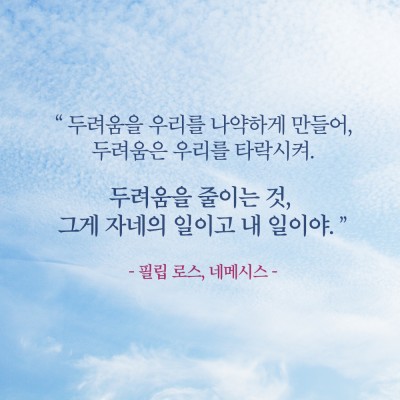 “ 두려움을 우리를 나약하게 만들어,
두려움은 우리를 타락시켜.
두려움을 줄이는 것,
그게 자네의 일이고 내 일이야. ”
- 필립 로스, 네메시스 -